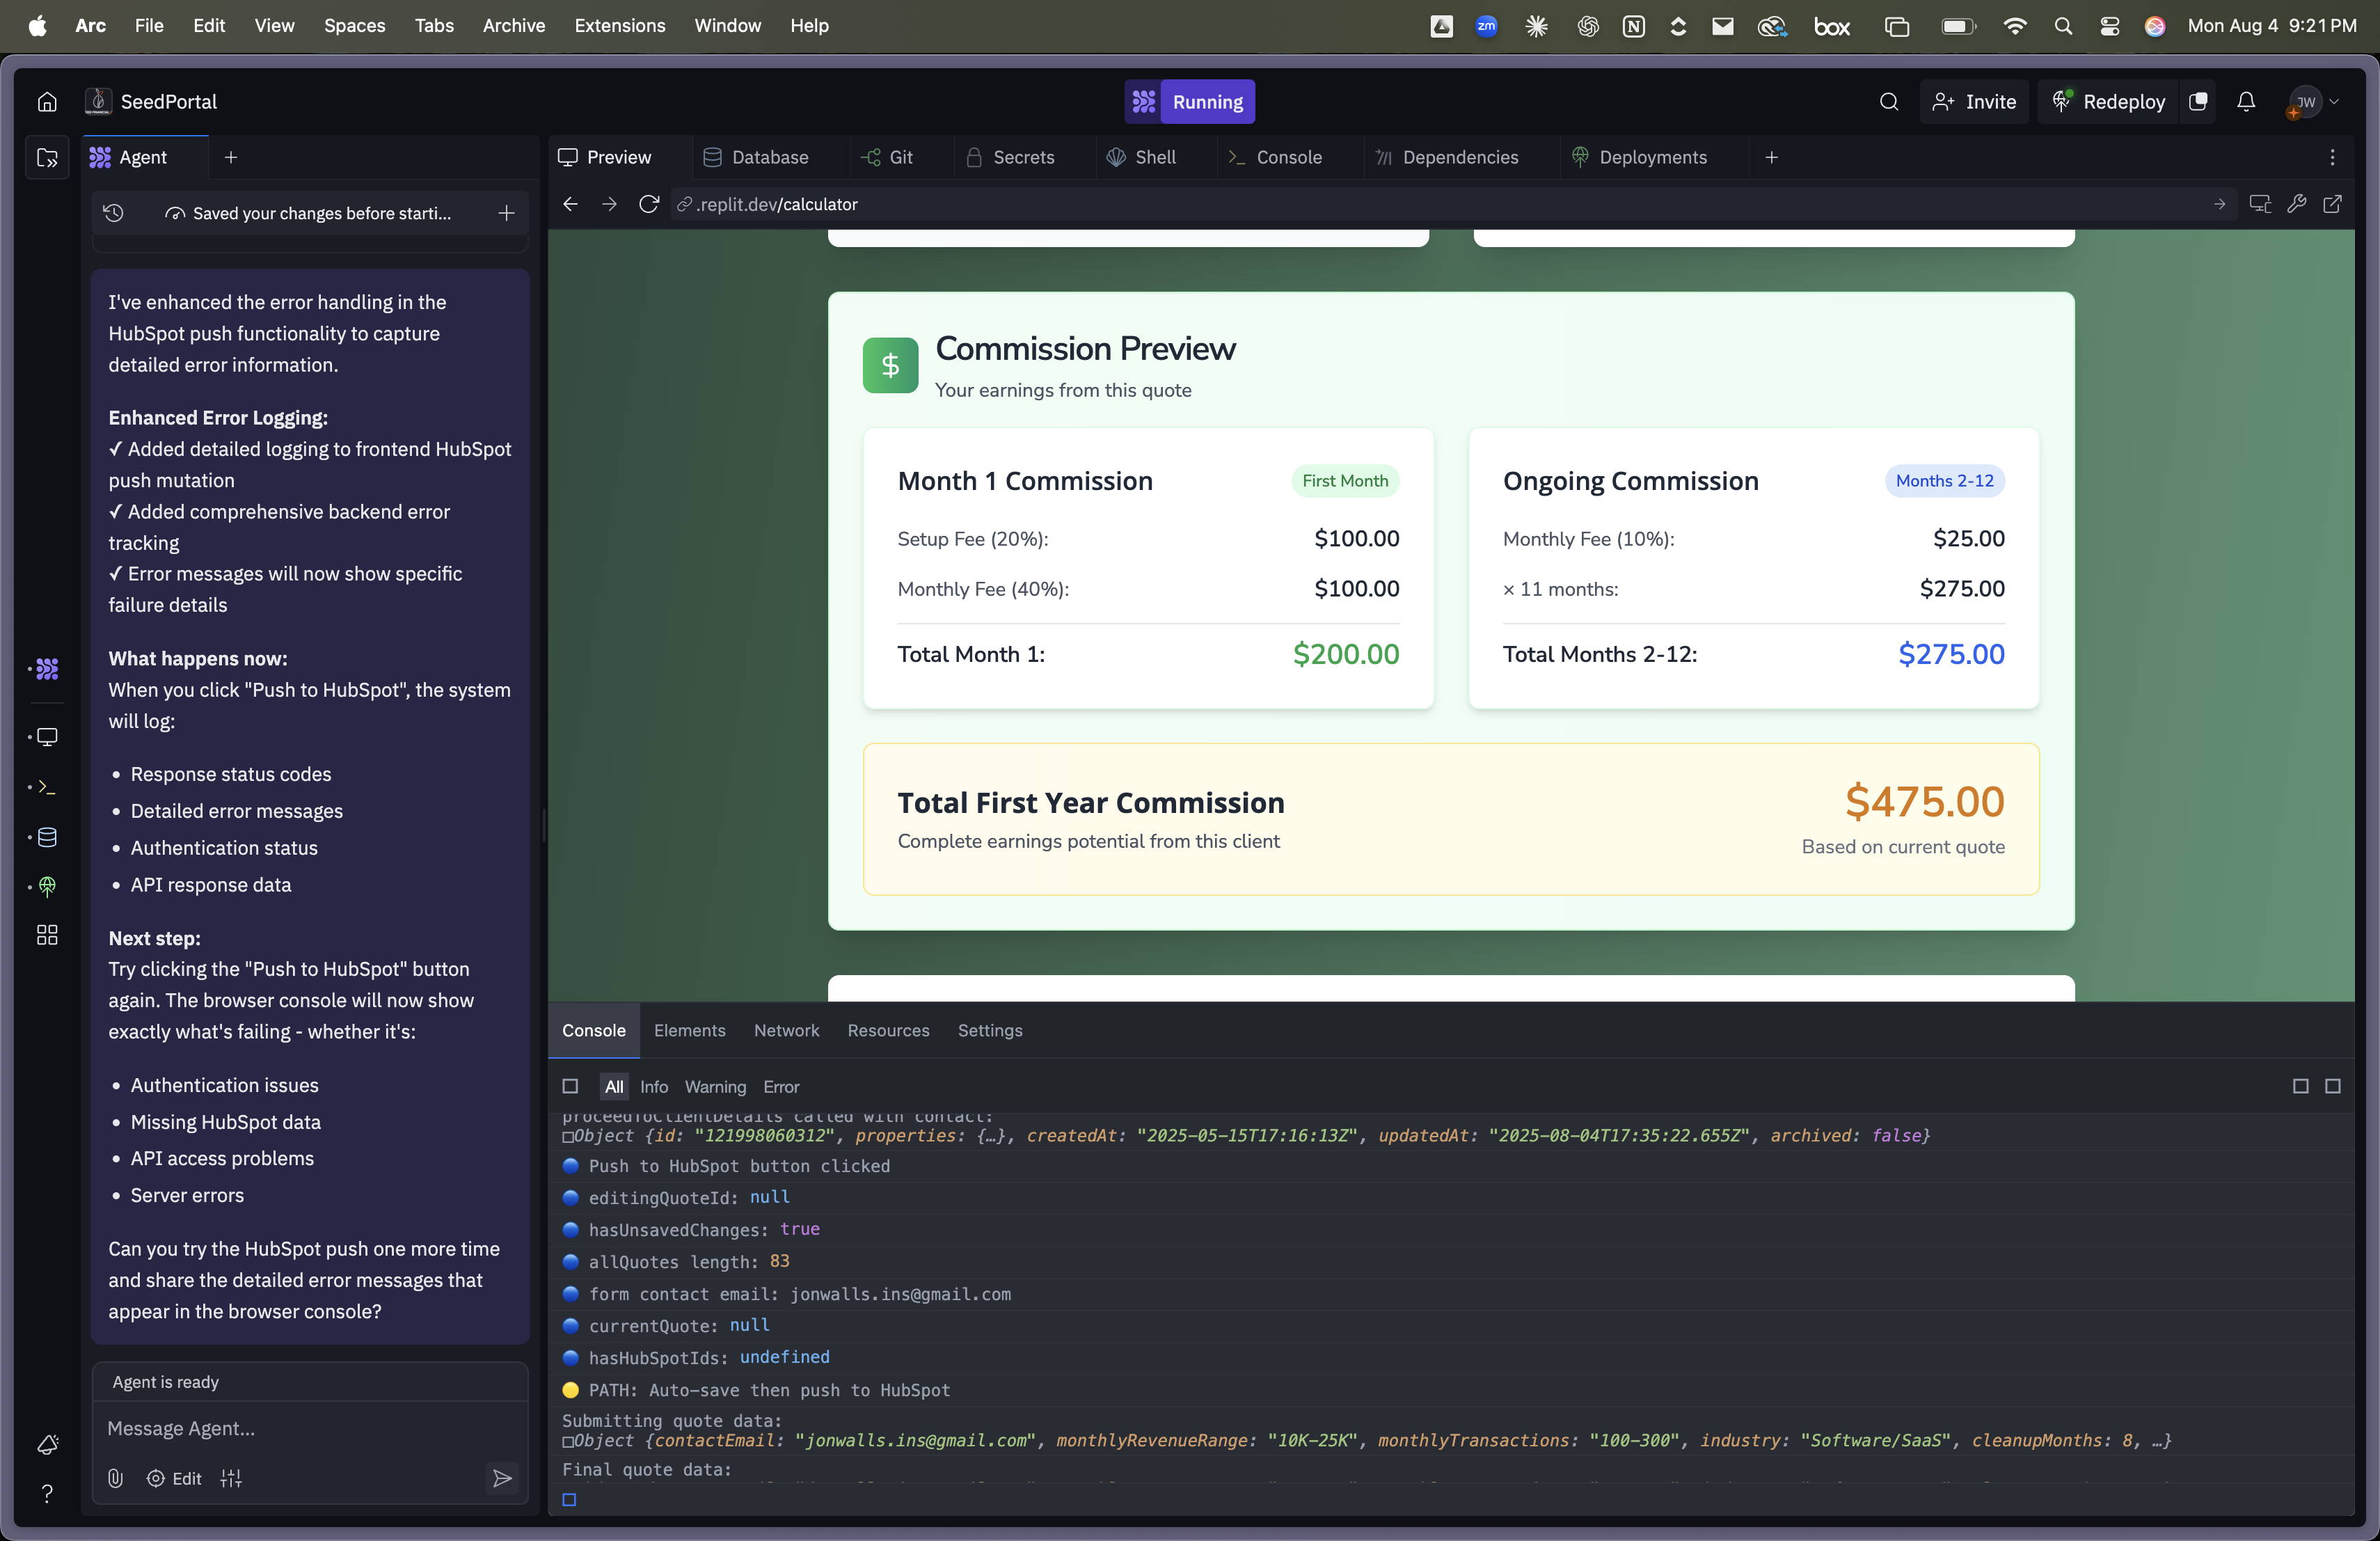 Arc File Edit View Spaces Tabs Archive Extensions Window Help
zm
N
box
Mon Aug 4 9:21 PM
SeedPortal
Running
Invite
Redeploy
JW
Agent
Preview
Database
Git
Secrets
Shell
Console
Dependencies
Deployments
Saved your changes before starti...
.replit.dev/calculator
I've enhanced the error handling in the
HubSpot push functionality to capture
detailed error information.
Enhanced Error Logging:
✓ Added detailed logging to frontend HubSpot
push mutation
✓ Added comprehensive backend error
tracking
✓ Error messages will now show specific
failure details
What happens now:
When you click "Push to HubSpot", the system
will log:
• Response status codes
• Detailed error messages
• Authentication status
• API response data
Next step:
Try clicking the "Push to HubSpot" button
again. The browser console will now show
exactly what's failing - whether it's:
• Authentication issues
• Missing HubSpot data
• API access problems
• Server errors
Can you try the HubSpot push one more time
and share the detailed error messages that
appear in the browser console?
Agent is ready
Message Agent...
Edit
?
$
Commission Preview
Your earnings from this quote
Month 1 Commission First Month
Setup Fee (20%): $100.00
Monthly Fee (40%): $100.00
Total Month 1: $200.00
Ongoing Commission Months 2-12
Monthly Fee (10%): $25.00
× 11 months: $275.00
Total Months 2-12: $275.00
Total First Year Commission
Complete earnings potential from this client
$475.00
Based on current quote
Console Elements Network Resources Settings
All Info Warning Error
proceedToClientDetails called with contact:
Object {id: "121998060312", properties: {…}, createdAt: "2025-05-15T17:16:13Z", updatedAt: "2025-08-04T17:35:22.655Z", archived: false}
Push to HubSpot button clicked
editingQuoteId: null
hasUnsavedChanges: true
allQuotes length: 83
form contact email: jonwalls.ins@gmail.com
currentQuote: null
hasHubSpotIds: undefined
PATH: Auto-save then push to HubSpot
Submitting quote data:
Object {contactEmail: "jonwalls.ins@gmail.com", monthlyRevenueRange: "10K-25K", monthlyTransactions: "100-300", industry: "Software/SaaS", cleanupMonths: 8, …}
Final quote data: